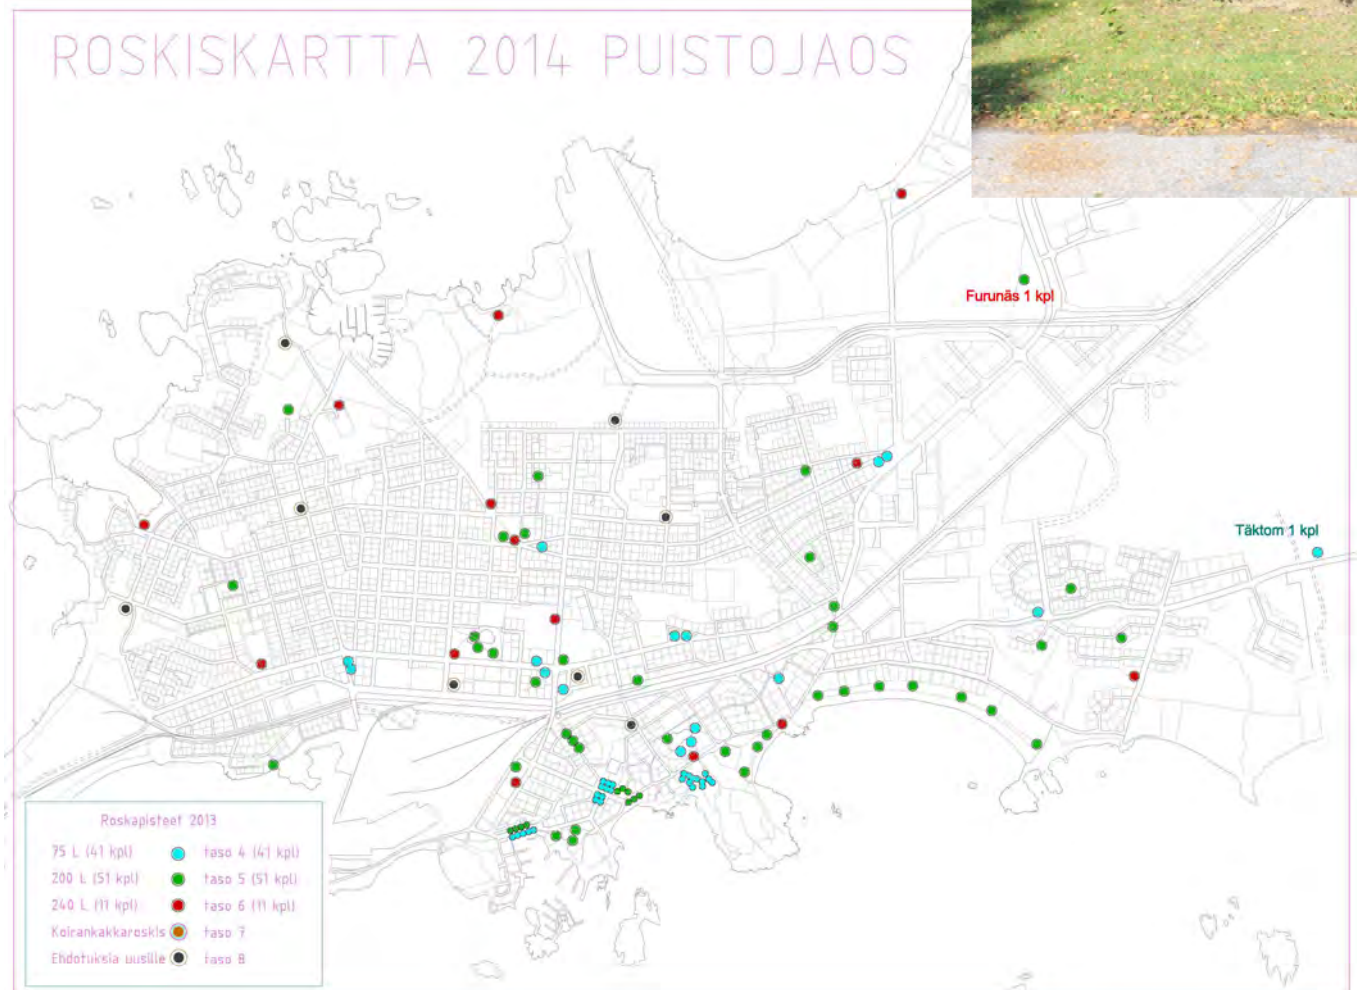 ROSKISKARTTA 2014 PUISTOJAOS
Furunäs 1 kpl
Täktom 1 kpl
Roskapisteet 2013
75 L (41 kpl) taso 4 (41 kpl)
200 L (51 kpl) taso 5 (51 kpl)
240 L (11 kpl) taso 6 (11 kpl)
Koirankakkaroskis taso 7
Ehdotuksia uusille taso 8